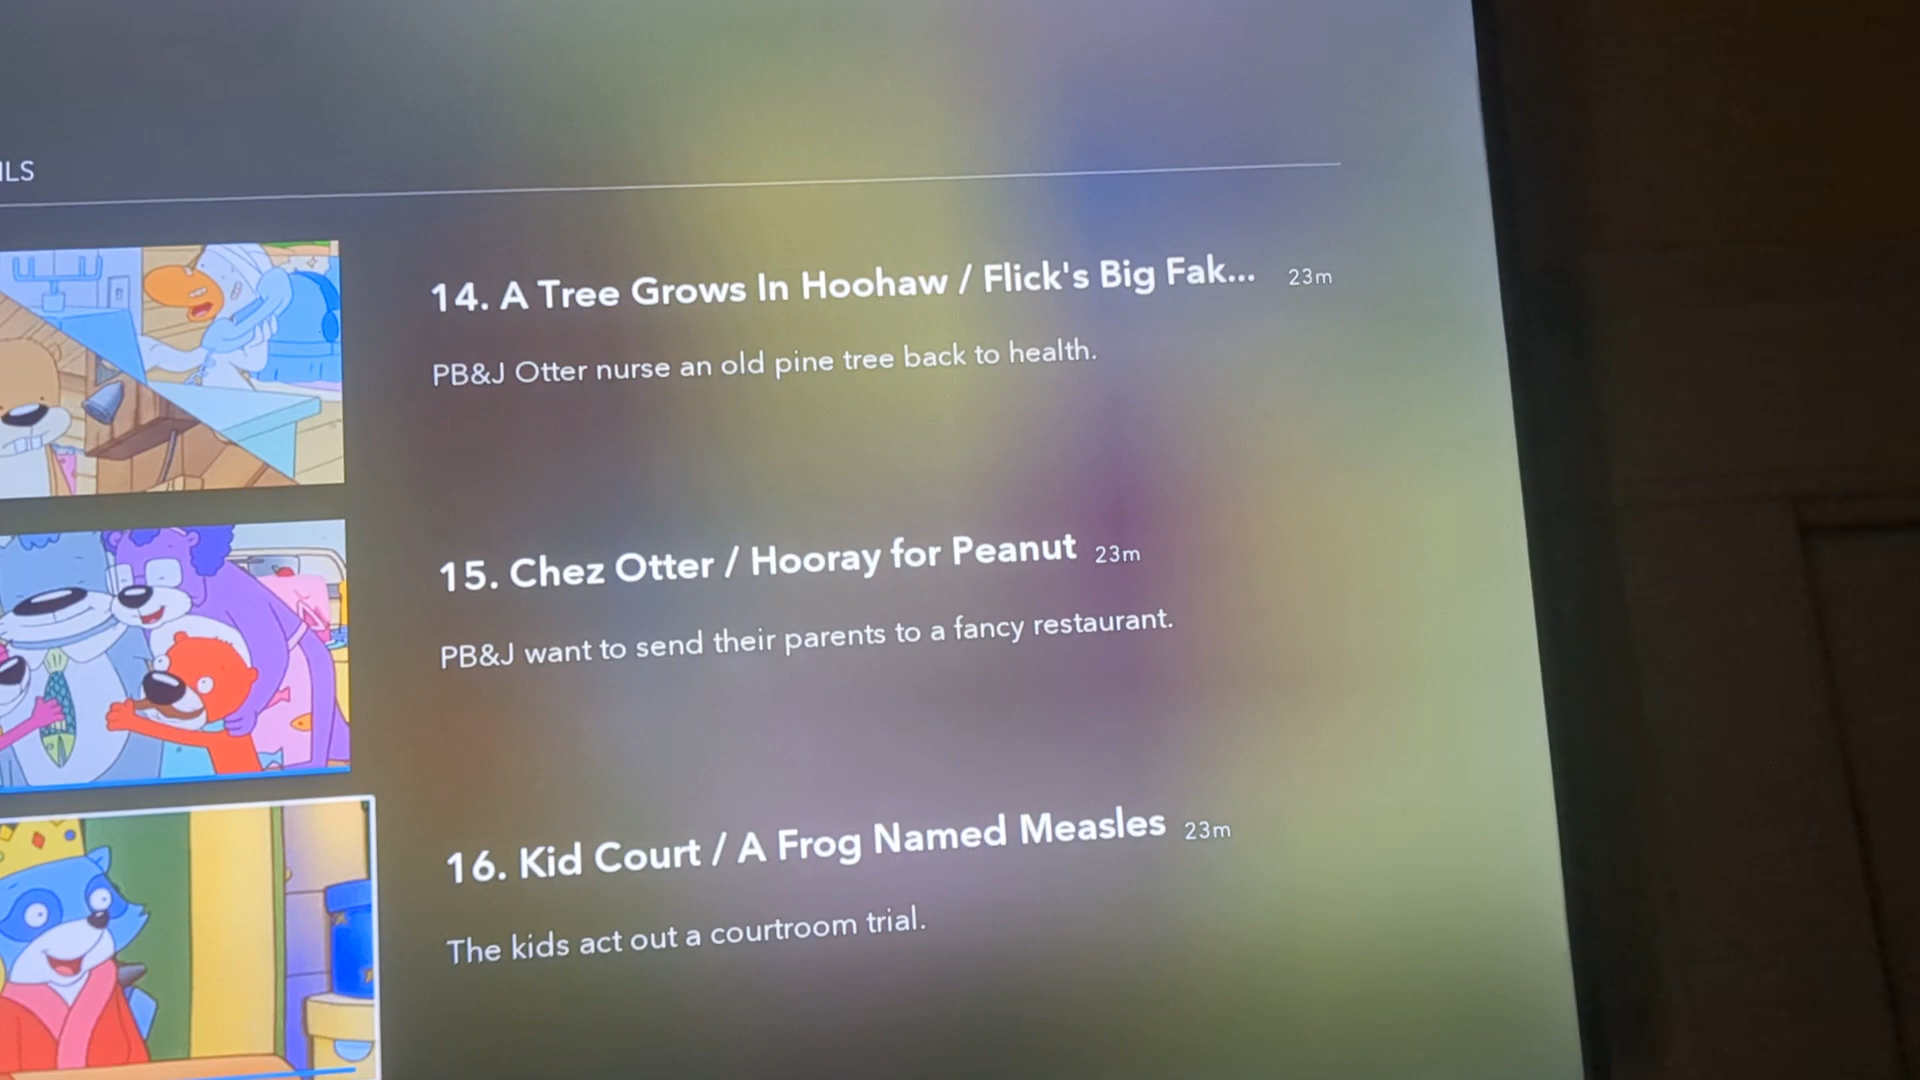 ILS
14. A Tree Grows In Hoohaw / Flick's Big Fak... 23m
PB&J Otter nurse an old pine tree back to health.
15. Chez Otter / Hooray for Peanut 23m
PB&J want to send their parents to a fancy restaurant.
16. Kid Court / A Frog Named Measles 23m
The kids act out a courtroom trial.